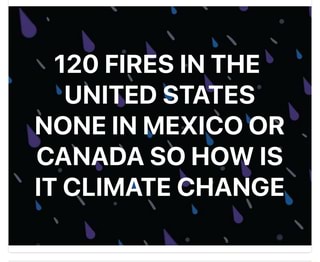 120 FIRES IN THE
UNITED STATES
NONE IN MEXICO OR
CANADA SO HOW IS
IT CLIMATE CHANGE